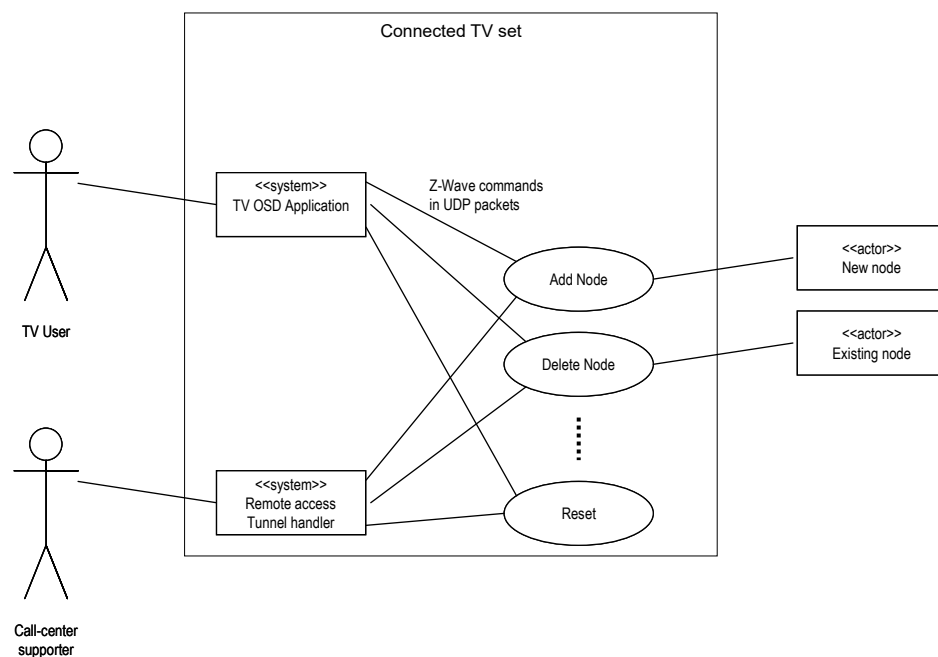 Connected TV set
<<system>>
TV OSD Application
Z-Wave commands
in UDP packets
<<actor>>
New node
Add Node
TV User
<<actor>>
Existing node
Delete Node
<<system>>
Remote access
Tunnel handler
Reset
Call-center
supporter